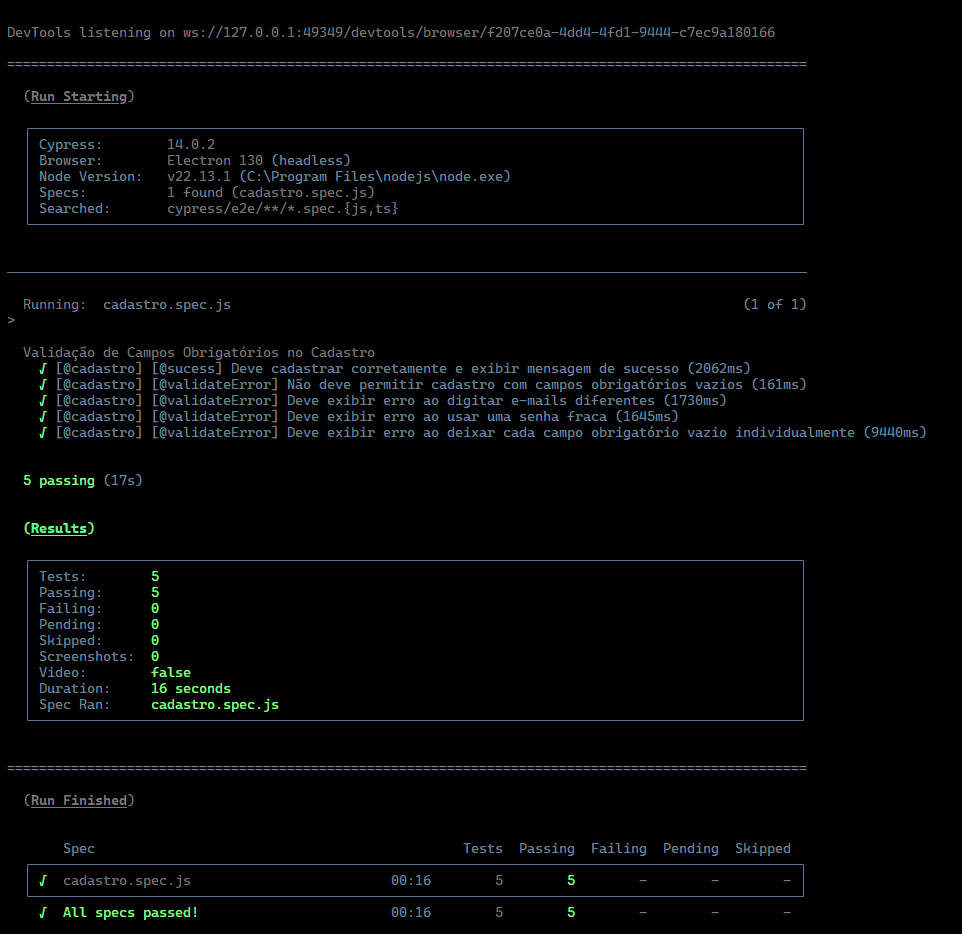 DevTools listening on ws://127.0.0.1:49349/devtools/browser/f207ce0a-4dd4-4fd1-9444-c7ec9a180166
====================================================================================================
(Run Starting)
Cypress: 14.0.2
Browser: Electron 130 (headless)
Node Version: v22.13.1 (C:\Program Files\nodejs\node.exe)
Specs: 1 found (cadastro.spec.js)
Searched: cypress/e2e/**/*.spec.{js,ts}
Running: cadastro.spec.js (1 of 1)
>
Validação de Campos Obrigatórios no Cadastro
√ [@cadastro] [@sucess] Deve cadastrar corretamente e exibir mensagem de sucesso (2062ms)
√ [@cadastro] [@validateError] Não deve permitir cadastro com campos obrigatórios vazios (161ms)
√ [@cadastro] [@validateError] Deve exibir erro ao digitar e-mails diferentes (1730ms)
√ [@cadastro] [@validateError] Deve exibir erro ao usar uma senha fraca (1645ms)
√ [@cadastro] [@validateError] Deve exibir erro ao deixar cada campo obrigatório vazio individualmente (9440ms)
5 passing (17s)
(Results)
Tests: 5
Passing: 5
Failing: 0
Pending: 0
Skipped: 0
Screenshots: 0
Video: false
Duration: 16 seconds
Spec Ran: cadastro.spec.js
====================================================================================================
(Run Finished)
Spec Tests Passing Failing Pending Skipped
√ cadastro.spec.js 00:16 5 5 - - -
√ All specs passed! 00:16 5 5 - - -